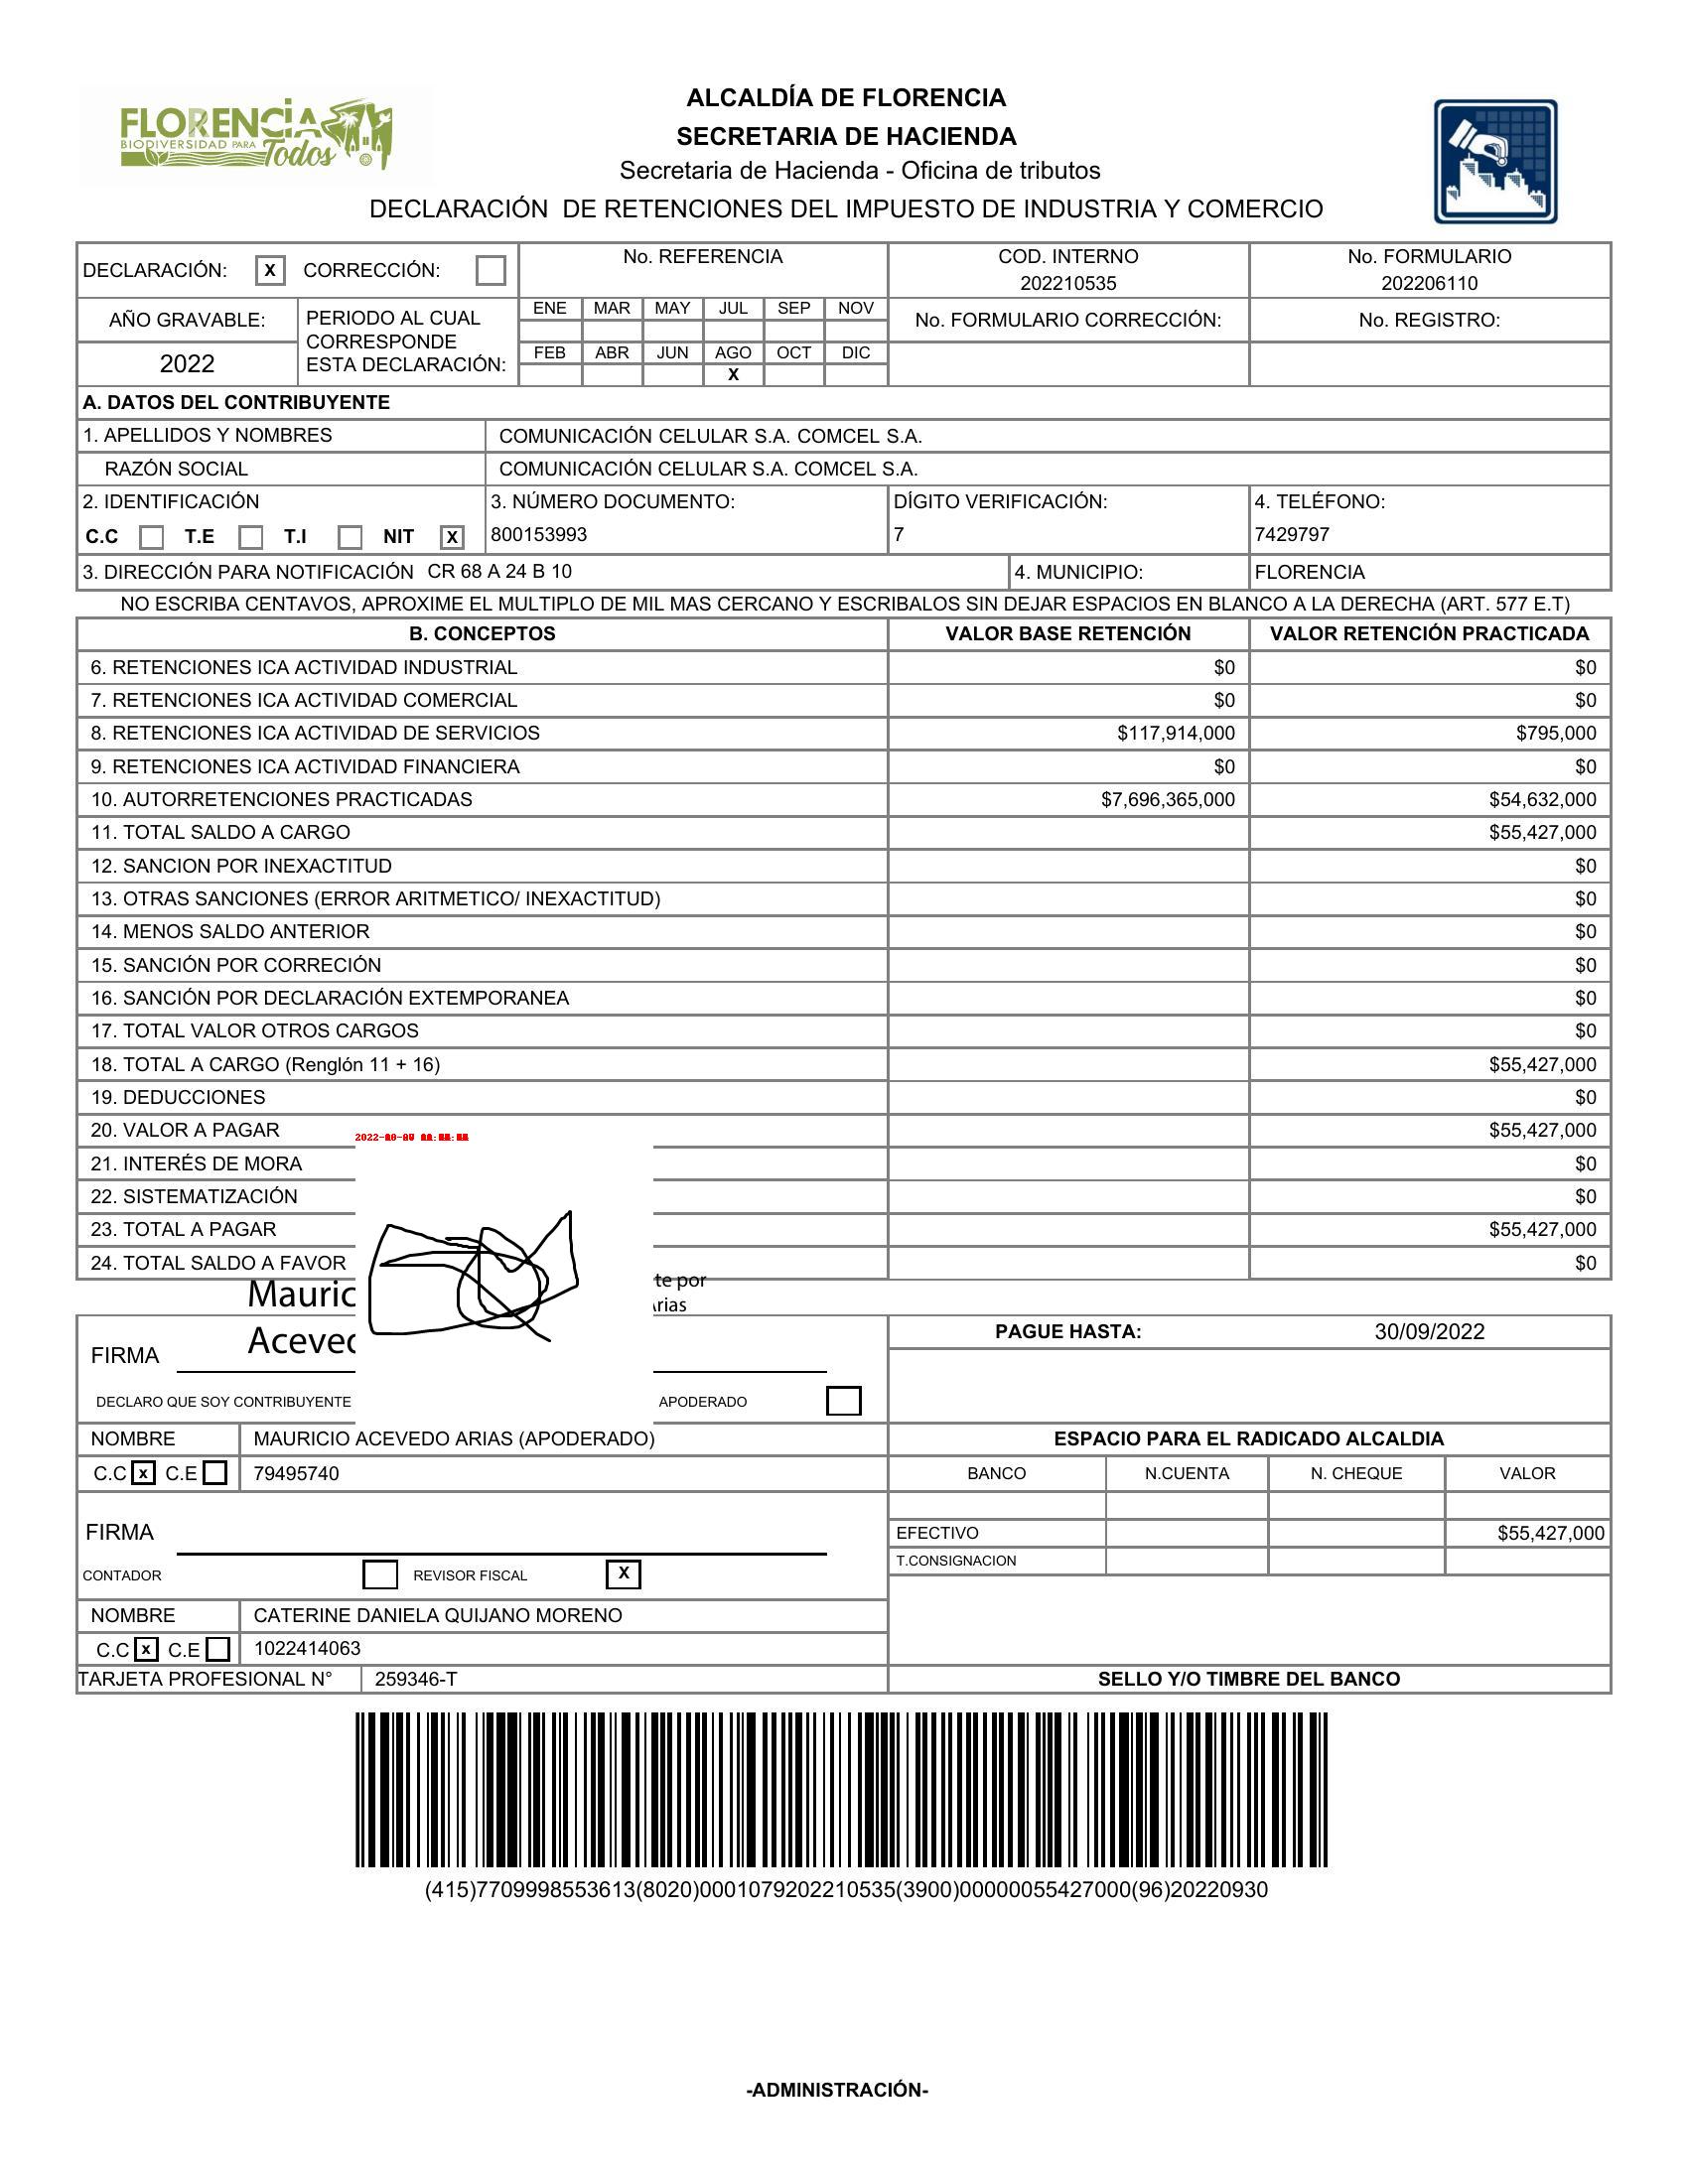 FLORENCIA
BIODIVERSIDAD PARA Todos
ALCALDÍA DE FLORENCIA
SECRETARIA DE HACIENDA
Secretaria de Hacienda - Oficina de tributos
DECLARACIÓN DE RETENCIONES DEL IMPUESTO DE INDUSTRIA Y COMERCIO
DECLARACIÓN: X CORRECCIÓN:
No. REFERENCIA
COD. INTERNO
202210535
No. FORMULARIO
202206110
AÑO GRAVABLE:
2022
PERIODO AL CUAL
CORRESPONDE
ESTA DECLARACIÓN:
ENE MAR MAY JUL SEP NOV
FEB ABR JUN AGO OCT DIC
X
No. FORMULARIO CORRECCIÓN:
No. REGISTRO:
A. DATOS DEL CONTRIBUYENTE
1. APELLIDOS Y NOMBRES COMUNICACIÓN CELULAR S.A. COMCEL S.A.
RAZÓN SOCIAL COMUNICACIÓN CELULAR S.A. COMCEL S.A.
2. IDENTIFICACIÓN
C.C T.E T.I NIT X
3. NÚMERO DOCUMENTO:
800153993
DÍGITO VERIFICACIÓN:
7
4. TELÉFONO:
7429797
3. DIRECCIÓN PARA NOTIFICACIÓN CR 68 A 24 B 10 4. MUNICIPIO: FLORENCIA
NO ESCRIBA CENTAVOS, APROXIME EL MULTIPLO DE MIL MAS CERCANO Y ESCRIBALOS SIN DEJAR ESPACIOS EN BLANCO A LA DERECHA (ART. 577 E.T)
B. CONCEPTOS VALOR BASE RETENCIÓN VALOR RETENCIÓN PRACTICADA
6. RETENCIONES ICA ACTIVIDAD INDUSTRIAL $0 $0
7. RETENCIONES ICA ACTIVIDAD COMERCIAL $0 $0
8. RETENCIONES ICA ACTIVIDAD DE SERVICIOS $117,914,000 $795,000
9. RETENCIONES ICA ACTIVIDAD FINANCIERA $0 $0
10. AUTORRETENCIONES PRACTICADAS $7,696,365,000 $54,632,000
11. TOTAL SALDO A CARGO $55,427,000
12. SANCION POR INEXACTITUD $0
13. OTRAS SANCIONES (ERROR ARITMETICO/ INEXACTITUD) $0
14. MENOS SALDO ANTERIOR $0
15. SANCIÓN POR CORRECIÓN $0
16. SANCIÓN POR DECLARACIÓN EXTEMPORANEA $0
17. TOTAL VALOR OTROS CARGOS $0
18. TOTAL A CARGO (Renglón 11 + 16) $55,427,000
19. DEDUCCIONES $0
20. VALOR A PAGAR $55,427,000
21. INTERÉS DE MORA $0
22. SISTEMATIZACIÓN $0
23. TOTAL A PAGAR $55,427,000
24. TOTAL SALDO A FAVOR $0
Mauric
te por
Arias
Aceved
FIRMA
DECLARO QUE SOY CONTRIBUYENTE APODERADO
PAGUE HASTA: 30/09/2022
NOMBRE MAURICIO ACEVEDO ARIAS (APODERADO)
C.C x C.E 79495740
ESPACIO PARA EL RADICADO ALCALDIA
BANCO N.CUENTA N. CHEQUE VALOR
EFECTIVO $55,427,000
T.CONSIGNACION
FIRMA
CONTADOR REVISOR FISCAL X
NOMBRE CATERINE DANIELA QUIJANO MORENO
C.C x C.E 1022414063
TARJETA PROFESIONAL N° 259346-T
SELLO Y/O TIMBRE DEL BANCO
(415)7709998553613(8020)0001079202210535(3900)00000055427000(96)20220930
-ADMINISTRACIÓN-